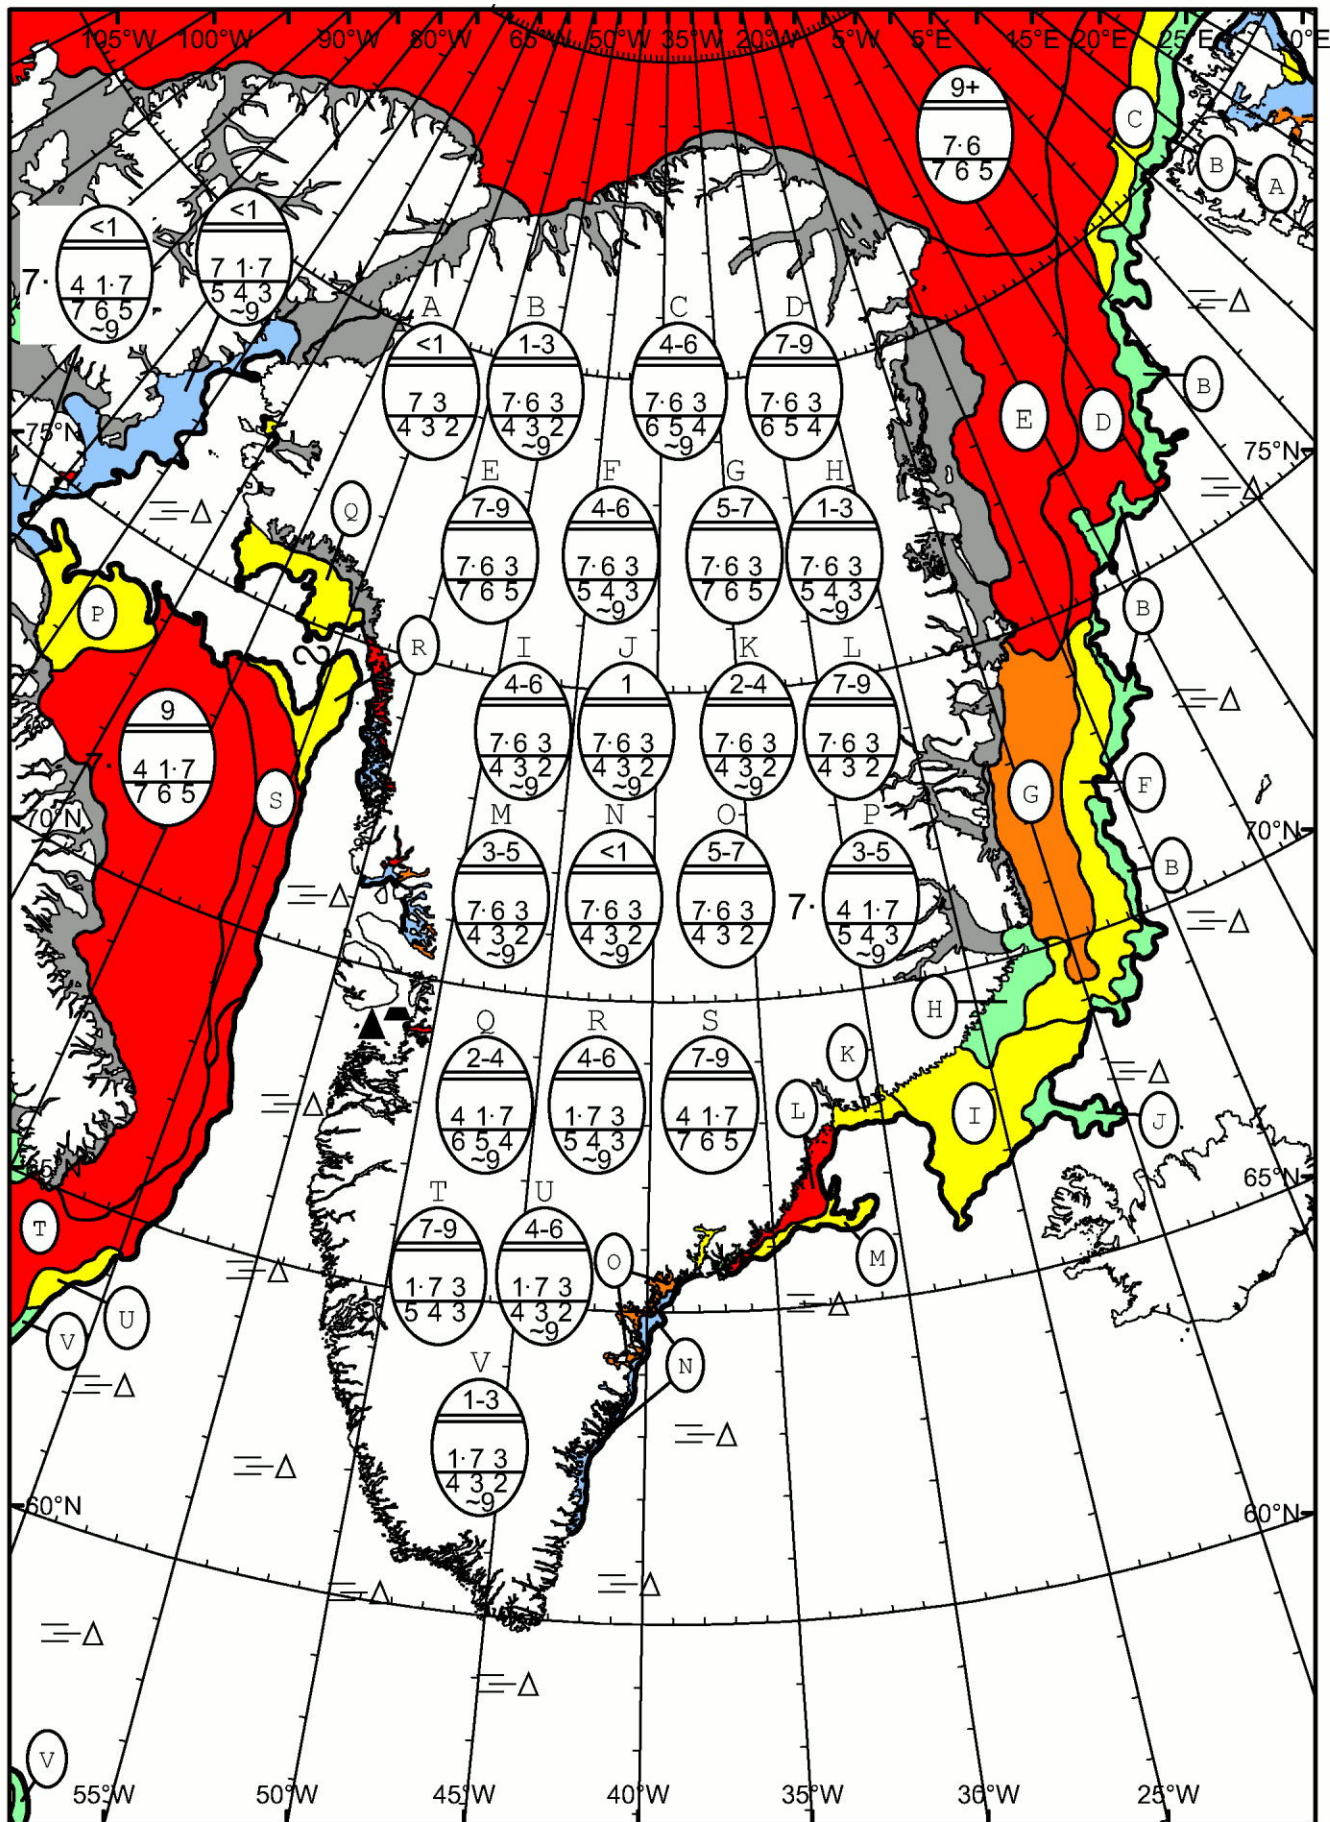 105°W 100°W 90°W 80°W 65°W 50°W 35°W 20°W 5°W 5°E 15°E 20°E 25°E 30°E
9+
7·6
7 6 5
C
B
A
<1
7· 4 1·7
7 6 5
~9
<1
7 1·7
5 4 3
~9
A B C D
<1 1-3 4-6 7-9
7 3 7·6 3 7·6 3 7·6 3
4 3 2 4 3 2 6 5 4 6 5 4
~9 ~9
E D B
75°N 75°N
E F G H
7-9 4-6 5-7 1-3
7·6 3 7·6 3 7·6 3 7·6 3
7 6 5 5 4 3 7 6 5 5 4 3
~9 ~9
Q
P
B
R
I J K L
4-6 1 2-4 7-9
7·6 3 7·6 3 7·6 3 7·6 3
4 3 2 4 3 2 4 3 2 4 3 2
~9 ~9 ~9
9
7· 4 1·7
7 6 5
S
G
F
B
70°N 70°N
M N O P
3-5 <1 5-7 3-5
7·6 3 7·6 3 7·6 3 7· 4 1·7
4 3 2 4 3 2 4 3 2 5 4 3
~9 ~9 ~9
H
Q R S
2-4 4-6 7-9
4 1·7 1·7 3 4 1·7
6 5 4 5 4 3 7 6 5
~9 ~9
K
L
I
J
65°N 65°N
T
T U
7-9 4-6
1·7 3 1·7 3
5 4 3 4 3 2
~9
O
M
U
V
N
V
1-3
1·7 3
4 3 2
~9
60°N 60°N
V
55°W 50°W 45°W 40°W 35°W 30°W 25°W